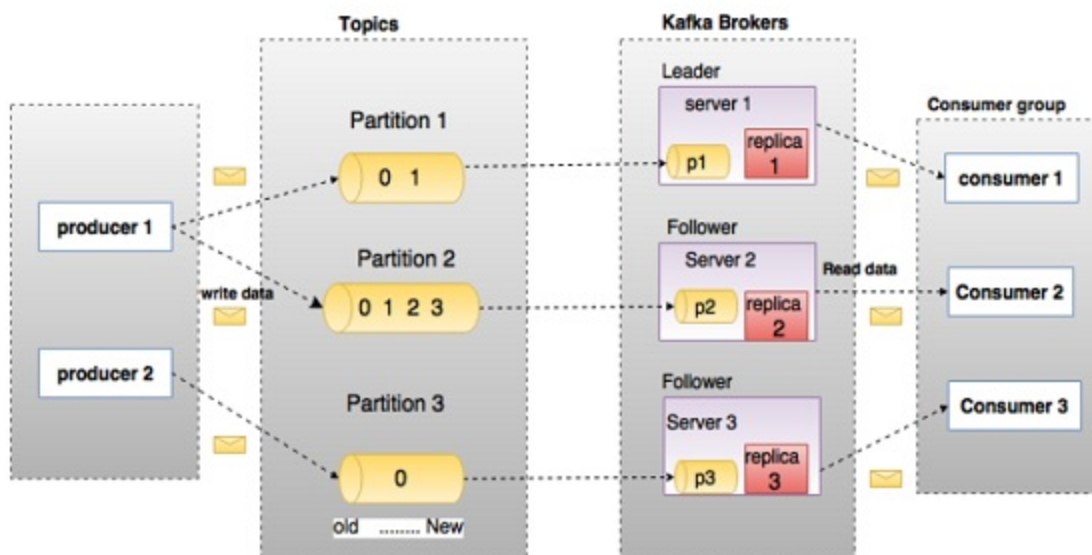 Topics
Kafka Brokers
Leader
server 1
Consumer group
Partition 1
0 1
p1
replica
1
consumer 1
producer 1
Follower
Partition 2
Server 2
Read data
write data
0 1 2 3
p2
replica
2
Consumer 2
producer 2
Follower
Partition 3
Server 3
Consumer 3
0
p3
replica
3
old ......... New